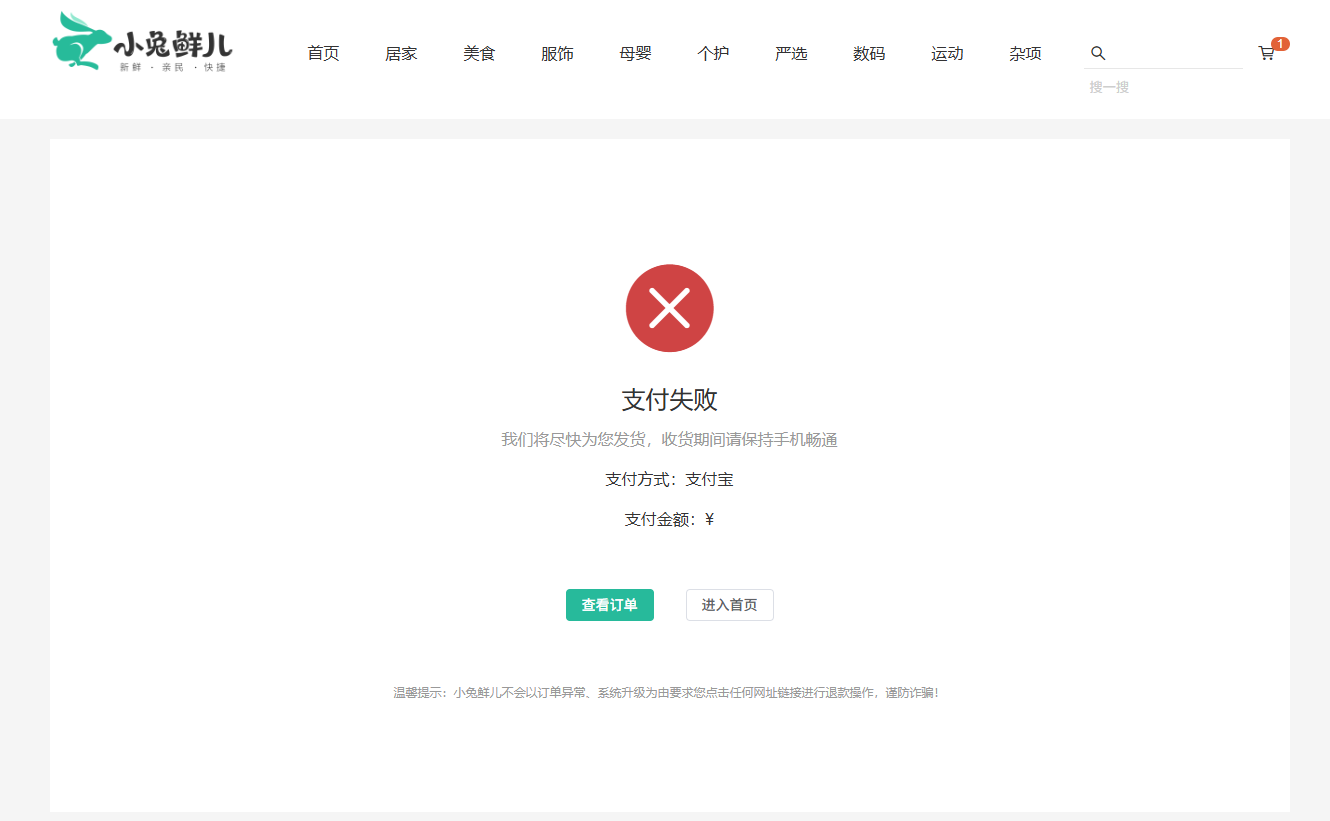 小兔鲜儿
新鲜 · 亲民 · 快捷
首页 居家 美食 服饰 母婴 个护 严选 数码 运动 杂项
1
搜一搜
支付失败
我们将尽快为您发货，收货期间请保持手机畅通
支付方式：支付宝
支付金额：¥
查看订单 进入首页
温馨提示：小兔鲜儿不会以订单异常、系统升级为由要求您点击任何网址链接进行退款操作，谨防诈骗！